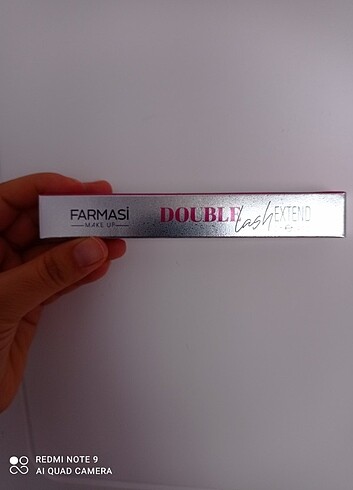 FARMASİ
MAKE UP
DOUBLE lash EXTEND
REDMI NOTE 9
AI QUAD CAMERA